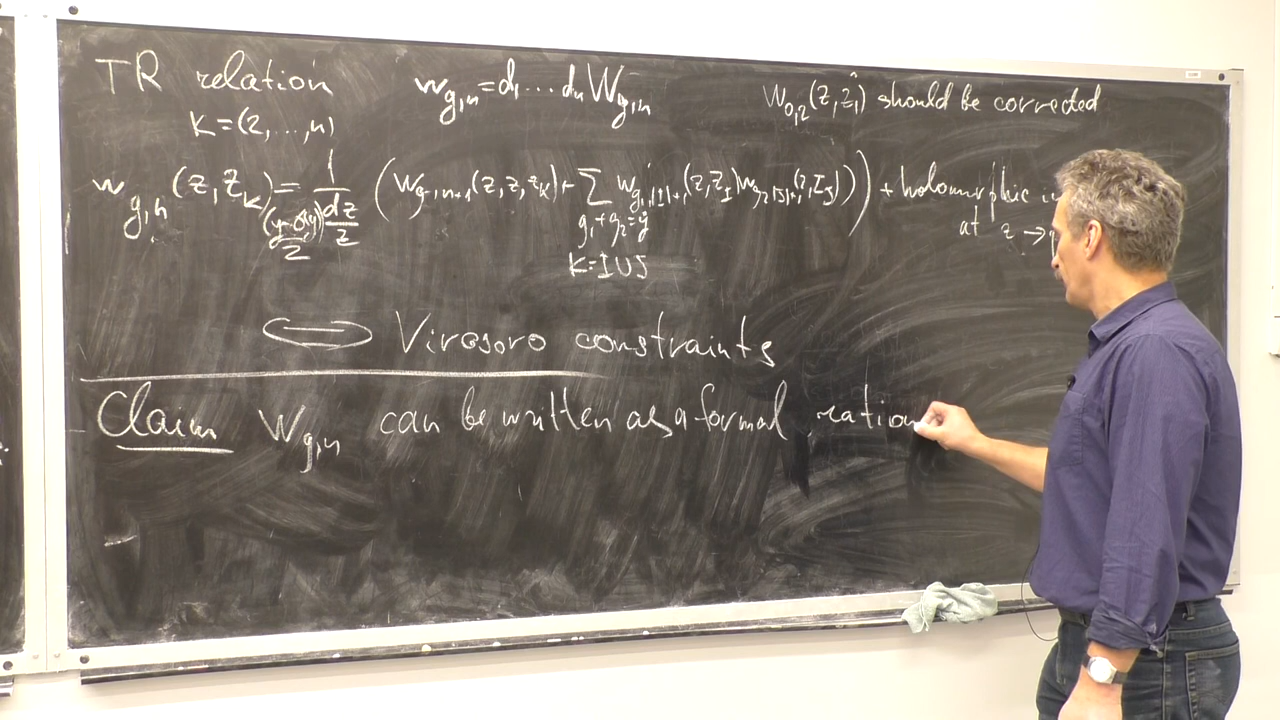 TR relation
w_{g,n} = d_1 ... d_n W_{g,n}
W_{0,2}(z, z_1) should be corrected
K = (2, ..., n)
w_{g,n}(z, z_K) = 1 / ((y-σ(y))/2 dz/z) (w_{g-1,n+1}(z, z, z_K) + ∑_{g_1+g_2=g, K=I∪J} w_{g_1,|I|+1}(z, z_I) w_{g_2,|J|+1}(z, z_J)) + holomorphic
at z →
⟺ Virasoro constraints
Claim W_{g,n} can be written as a formal ration